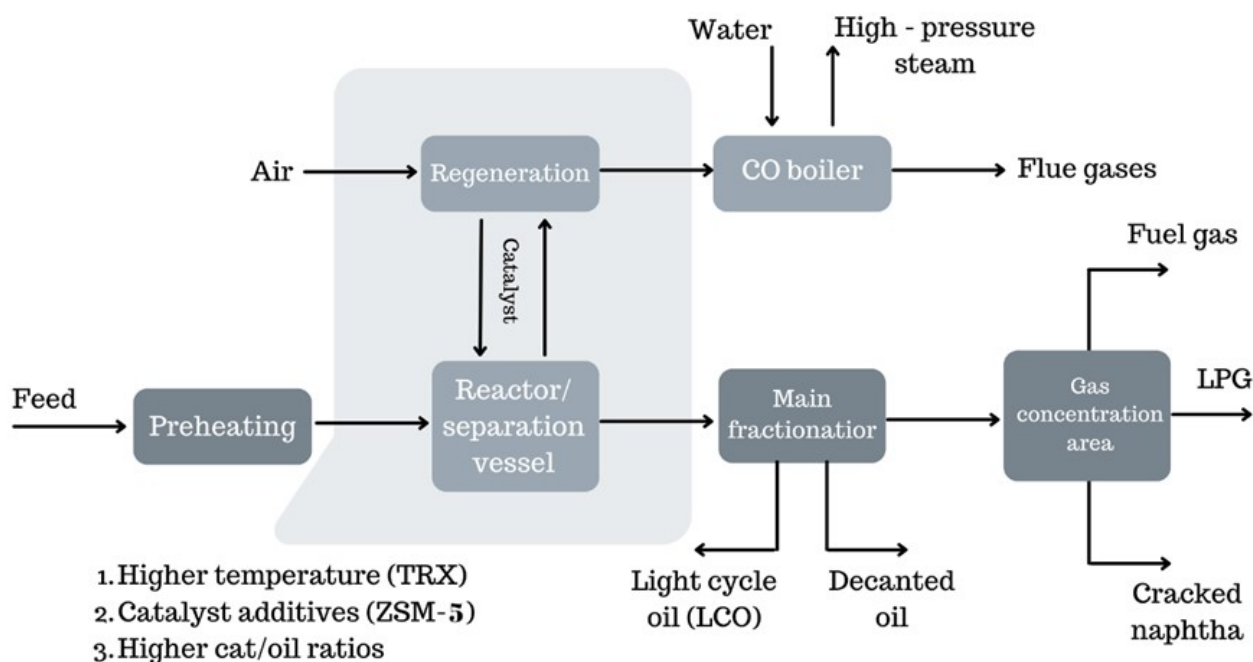 Water
High - pressure
steam
Air
Regeneration
CO boiler
Flue gases
Catalyst
Fuel gas
Feed
Preheating
Reactor/
separation
vessel
Main
fractionatior
Gas
concentration
area
LPG
Light cycle
oil (LCO)
Decanted
oil
Cracked
naphtha
1. Higher temperature (TRX)
2. Catalyst additives (ZSM-5)
3. Higher cat/oil ratios